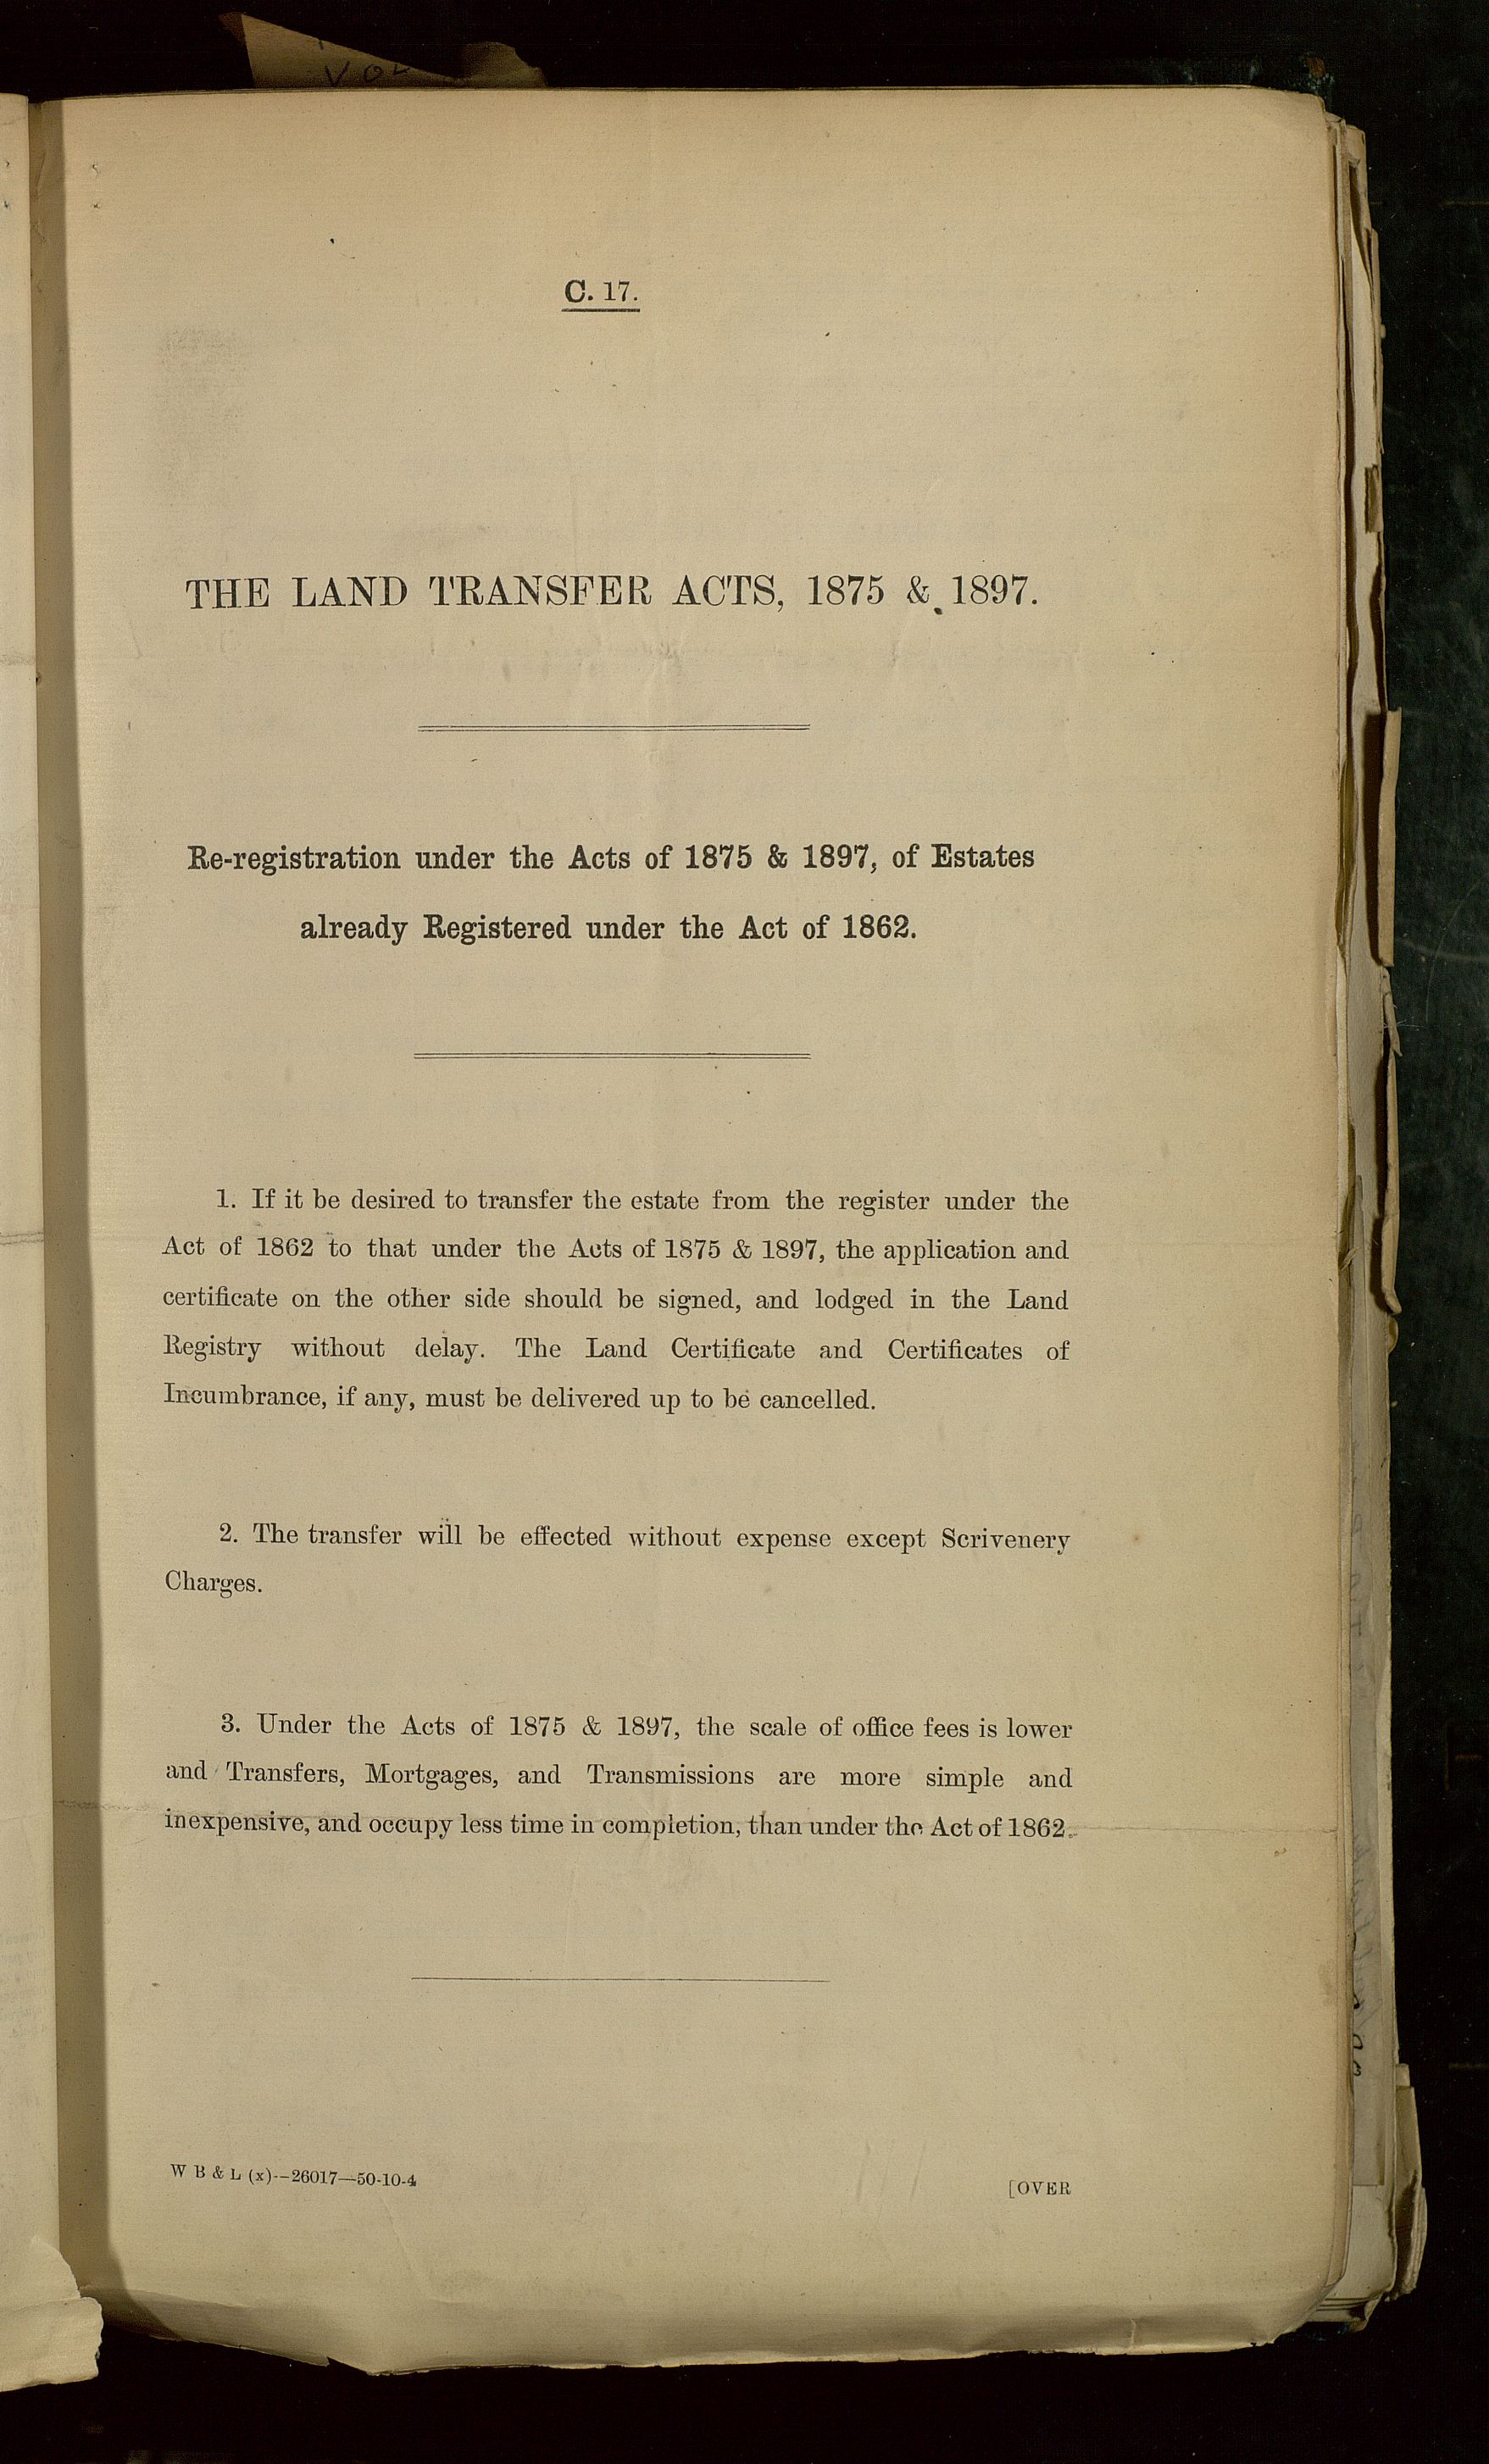 VOL
C. 17.
THE LAND TRANSFER ACTS, 1875 & 1897.
Re-registration under the Acts of 1875 & 1897, of Estates
already Registered under the Act of 1862.
1. If it be desired to transfer the estate from the register under the
Act of 1862 to that under the Acts of 1875 & 1897, the application and
certificate on the other side should be signed, and lodged in the Land
Registry without delay. The Land Certificate and Certificates of
Incumbrance, if any, must be delivered up to be cancelled.
2. The transfer will be effected without expense except Scrivenery
Charges.
3. Under the Acts of 1875 & 1897, the scale of office fees is lower
and Transfers, Mortgages, and Transmissions are more simple and
inexpensive, and occupy less time in completion, than under the Act of 1862.
W B & L (x)--26017—50-10-4
[OVER